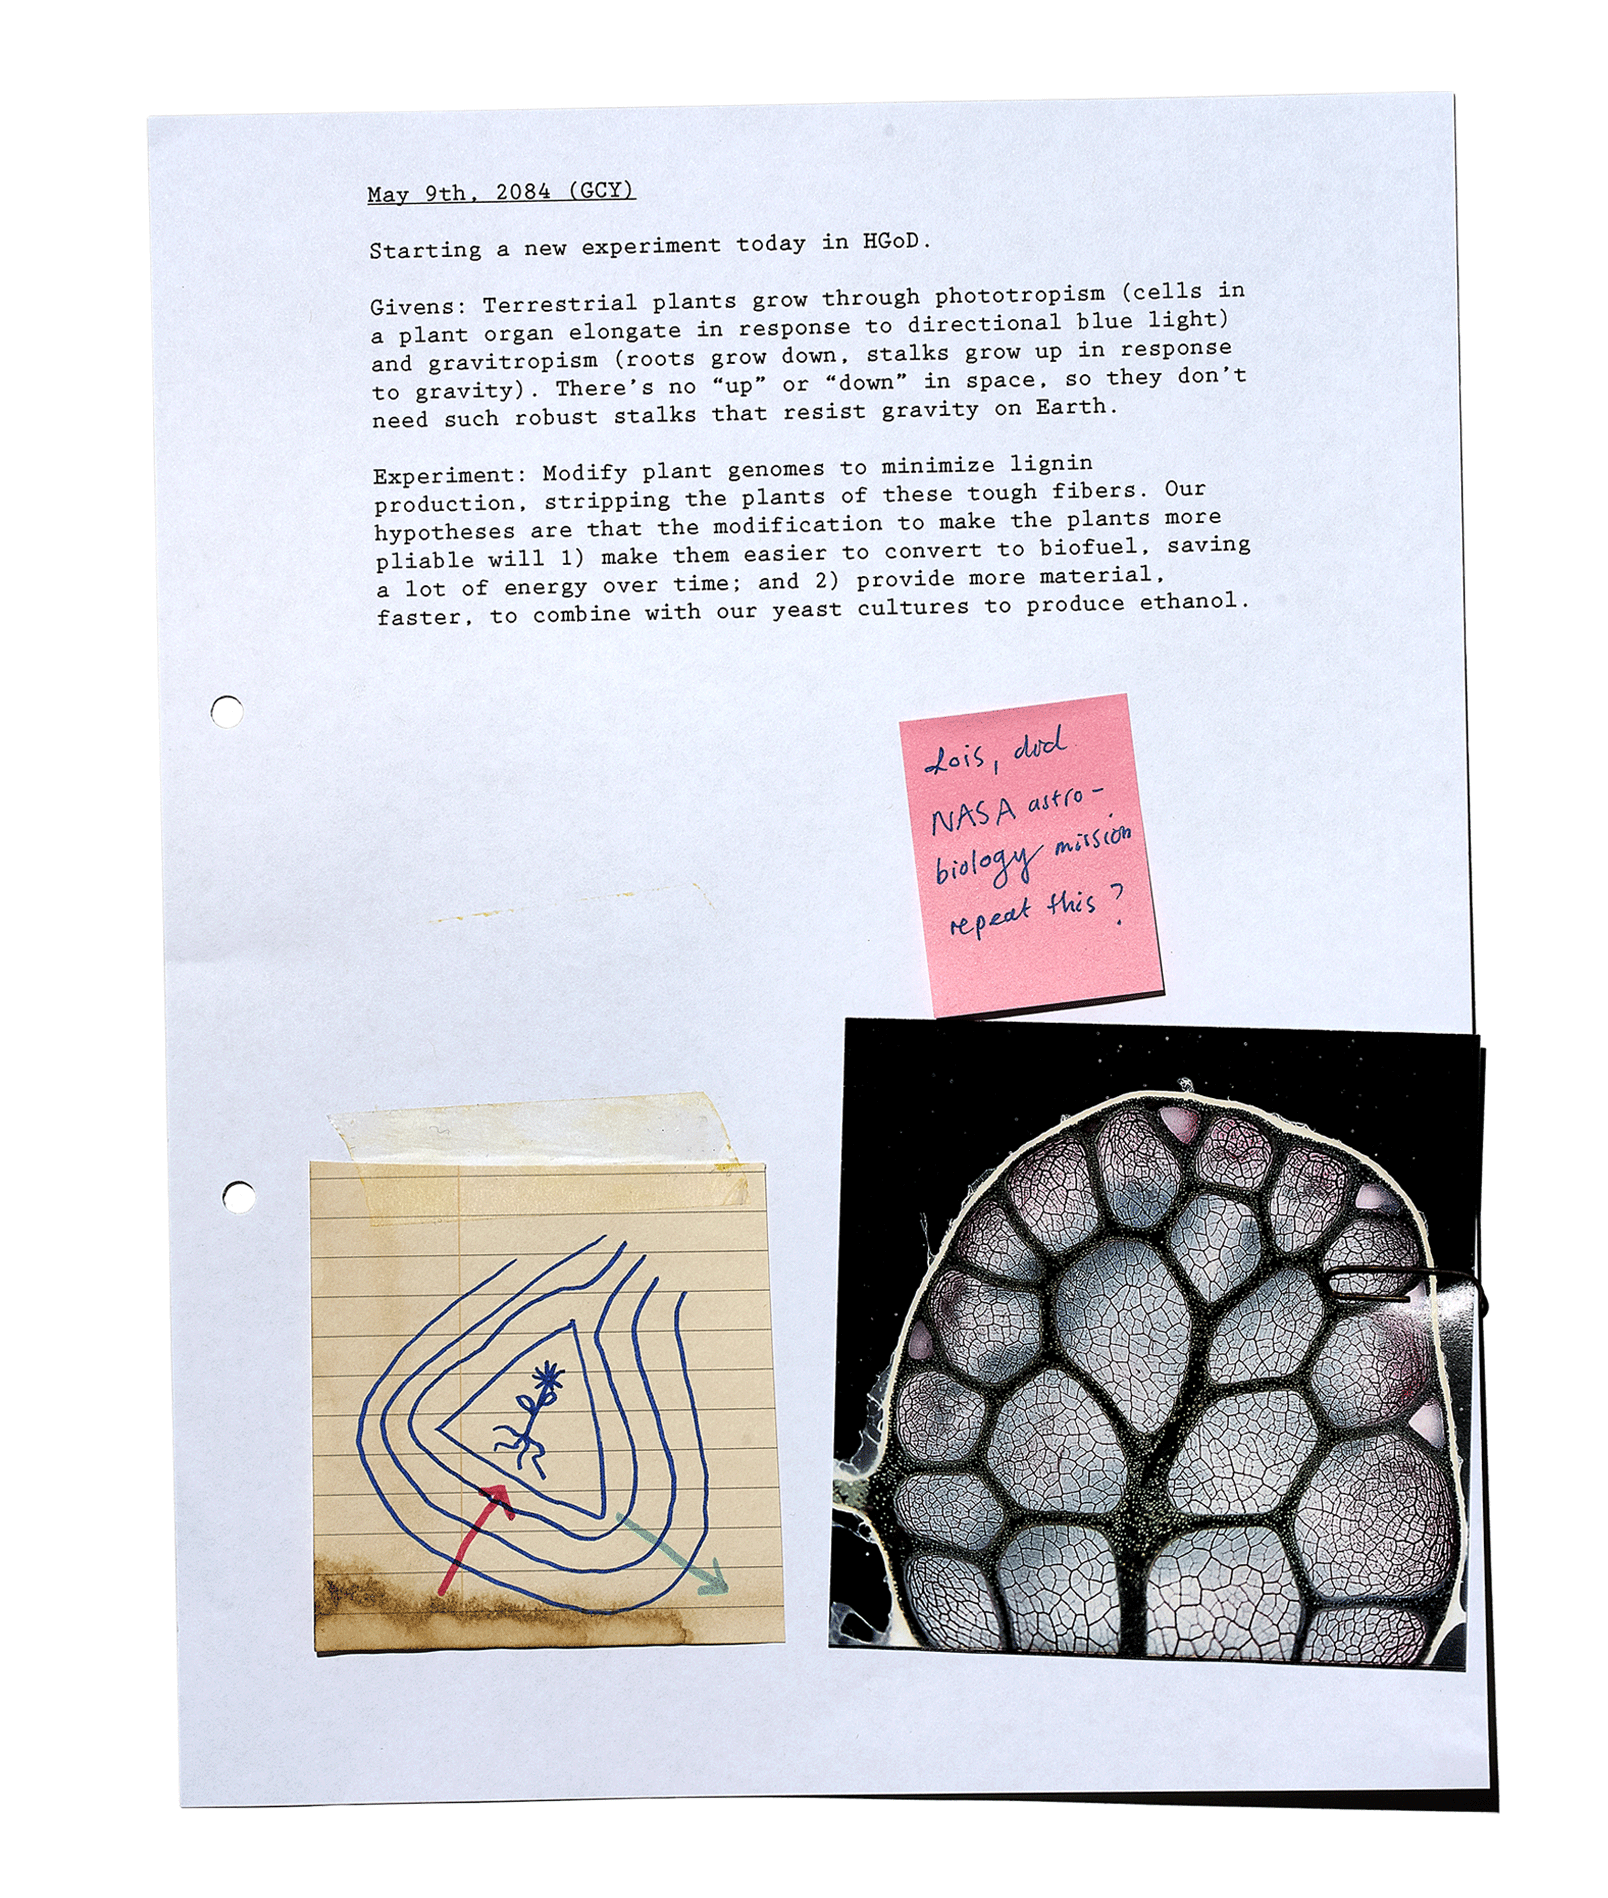 May 9th, 2084 (GCY)
Starting a new experiment today in HGoD.
Givens: Terrestrial plants grow through phototropism (cells in
a plant organ elongate in response to directional blue light)
and gravitropism (roots grow down, stalks grow up in response
to gravity). There's no “up” or “down” in space, so they don't
need such robust stalks that resist gravity on Earth.
Experiment: Modify plant genomes to minimize lignin
production, stripping the plants of these tough fibers. Our
hypotheses are that the modification to make the plants more
pliable will 1) make them easier to convert to biofuel, saving
a lot of energy over time; and 2) provide more material,
faster, to combine with our yeast cultures to produce ethanol.
Lois, did
NASA astro-
biology mission
repeat this?